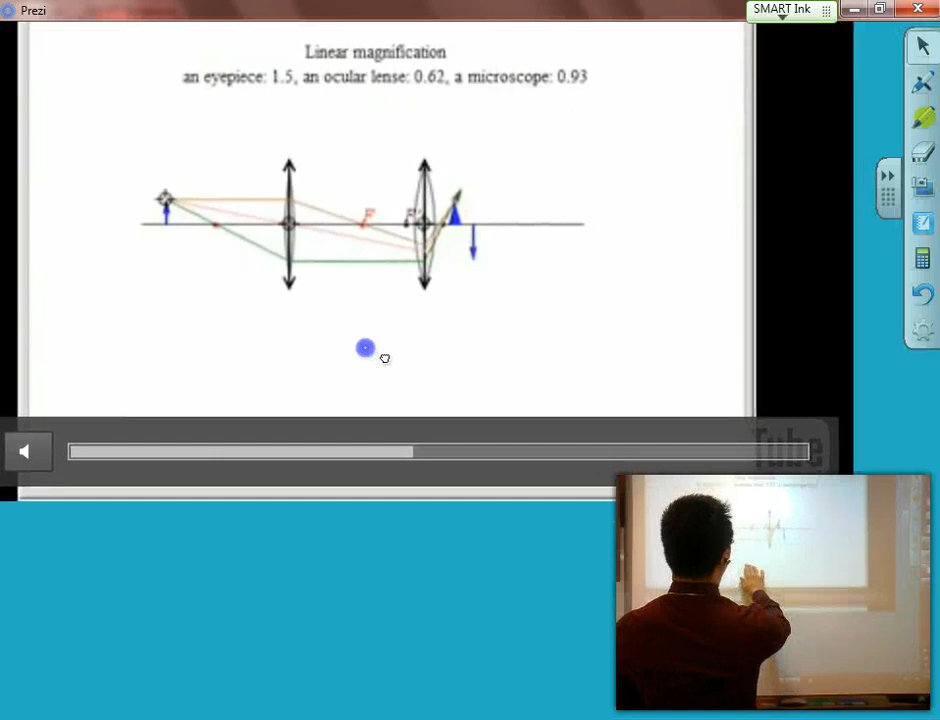 Prezi
SMART Ink
Linear magnification
an eyepiece: 1.5, an ocular lense: 0.62, a microscope: 0.93
F
F
Tube